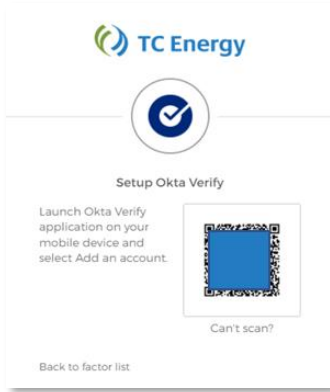 TC Energy
Setup Okta Verify
Launch Okta Verify
application on your
mobile device and
select Add an account.
Can't scan?
Back to factor list